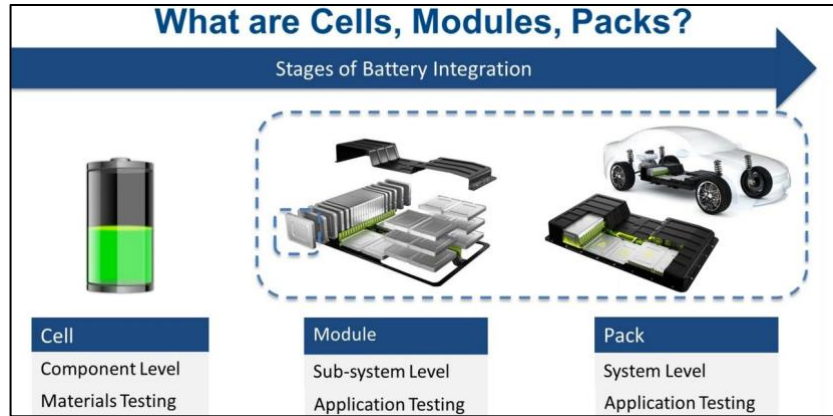 What are Cells, Modules, Packs?
Stages of Battery Integration
Cell
Component Level
Materials Testing
Module
Sub-system Level
Application Testing
Pack
System Level
Application Testing